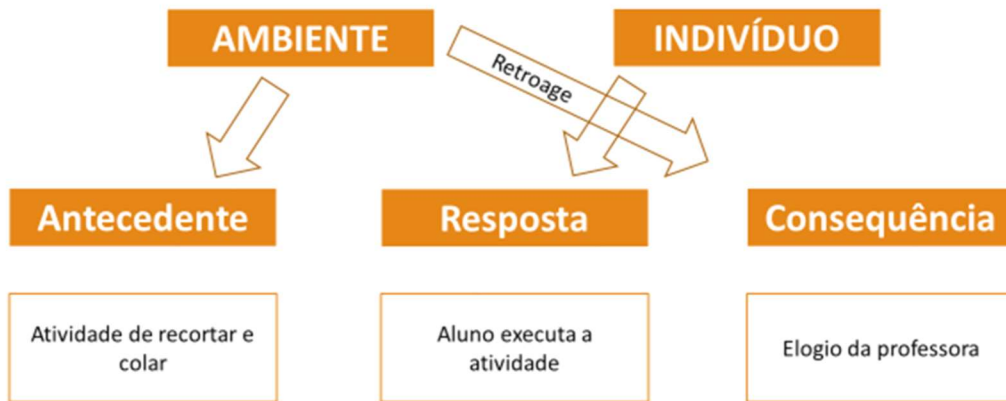 AMBIENTE
INDIVÍDUO
Retroage
Antecedente
Resposta
Consequência
Atividade de recortar e
colar
Aluno executa a
atividade
Elogio da professora